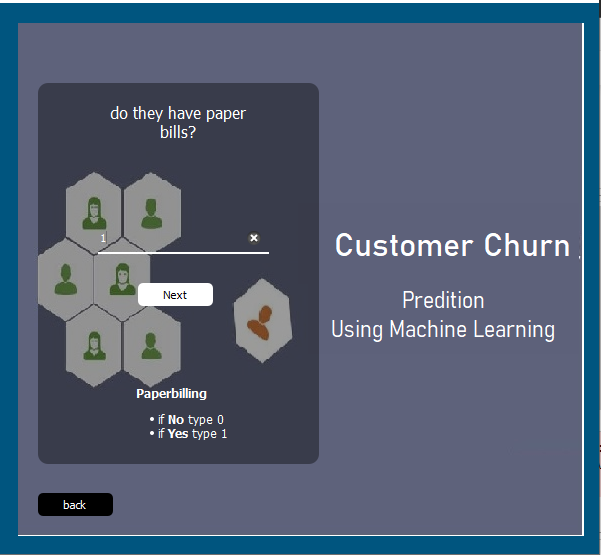 do they have paper
bills?
1
Next
Paperbilling
• if No type 0
• if Yes type 1
back
Customer Churn
Predition
Using Machine Learning